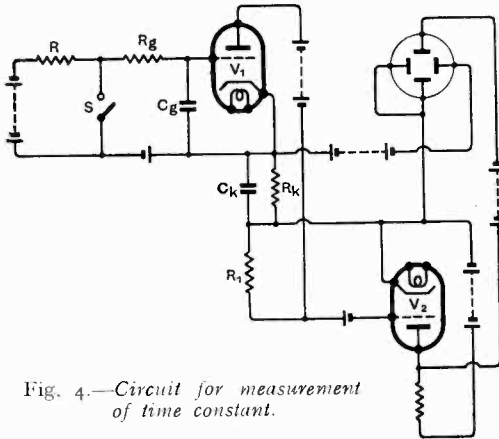 R
Rg
V1
S
Cg
Ck
Rk
R1
V2
Fig. 4.—Circuit for measurement
of time constant.